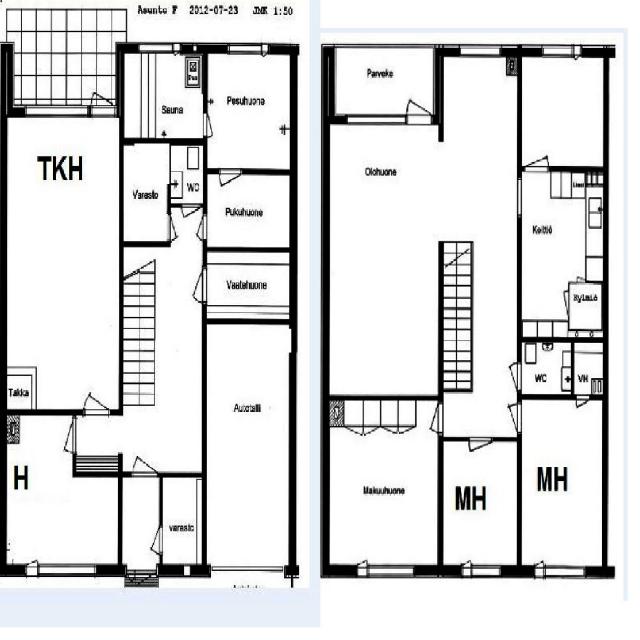 Asunto F 2012-07-23 JMK 1:50
Sauna
Pesuhuone
TKH
Varasto
WC
Pukuhuone
Vaatehuone
Takka
Autotalli
H
varasto
Parveke
Olohuone
Keittiö
Kylmiö
WC
VH
Makuuhuone
MH
MH